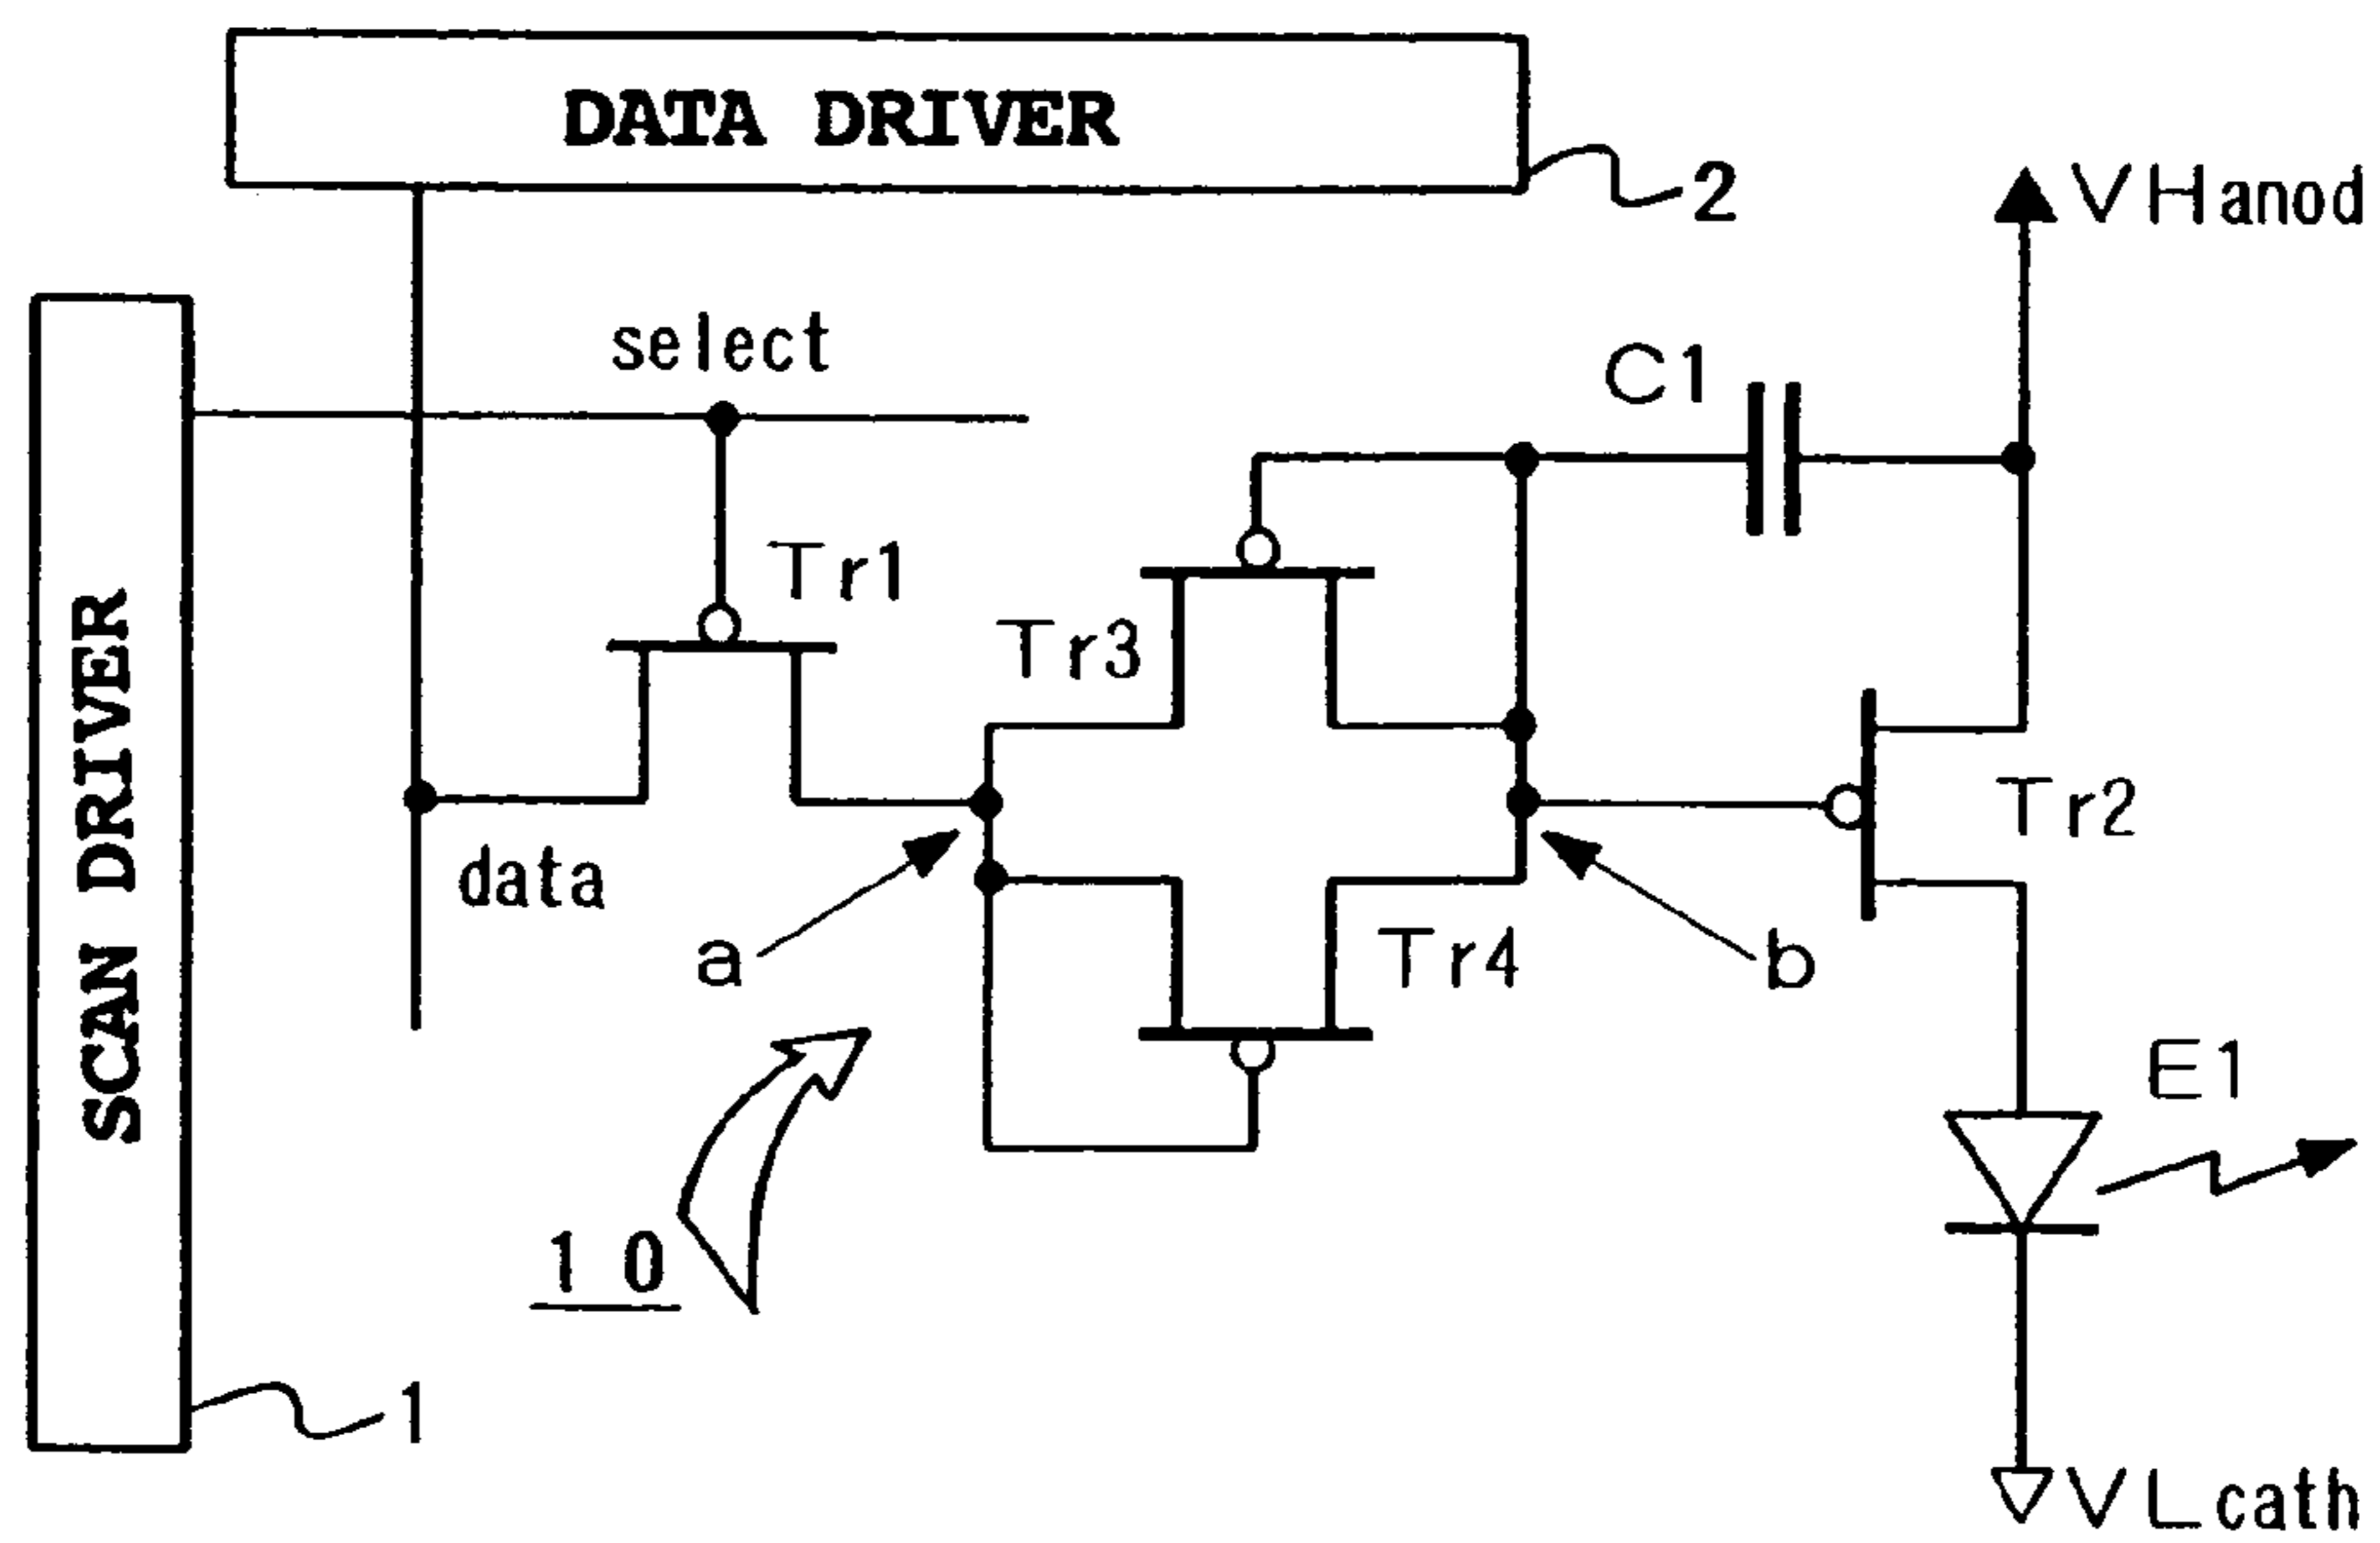 DATA DRIVER
2
VHanod
select
C1
Tr1
Tr3
SCAN DRIVER
Tr2
data
a
Tr4
b
E1
10
1
VLcath